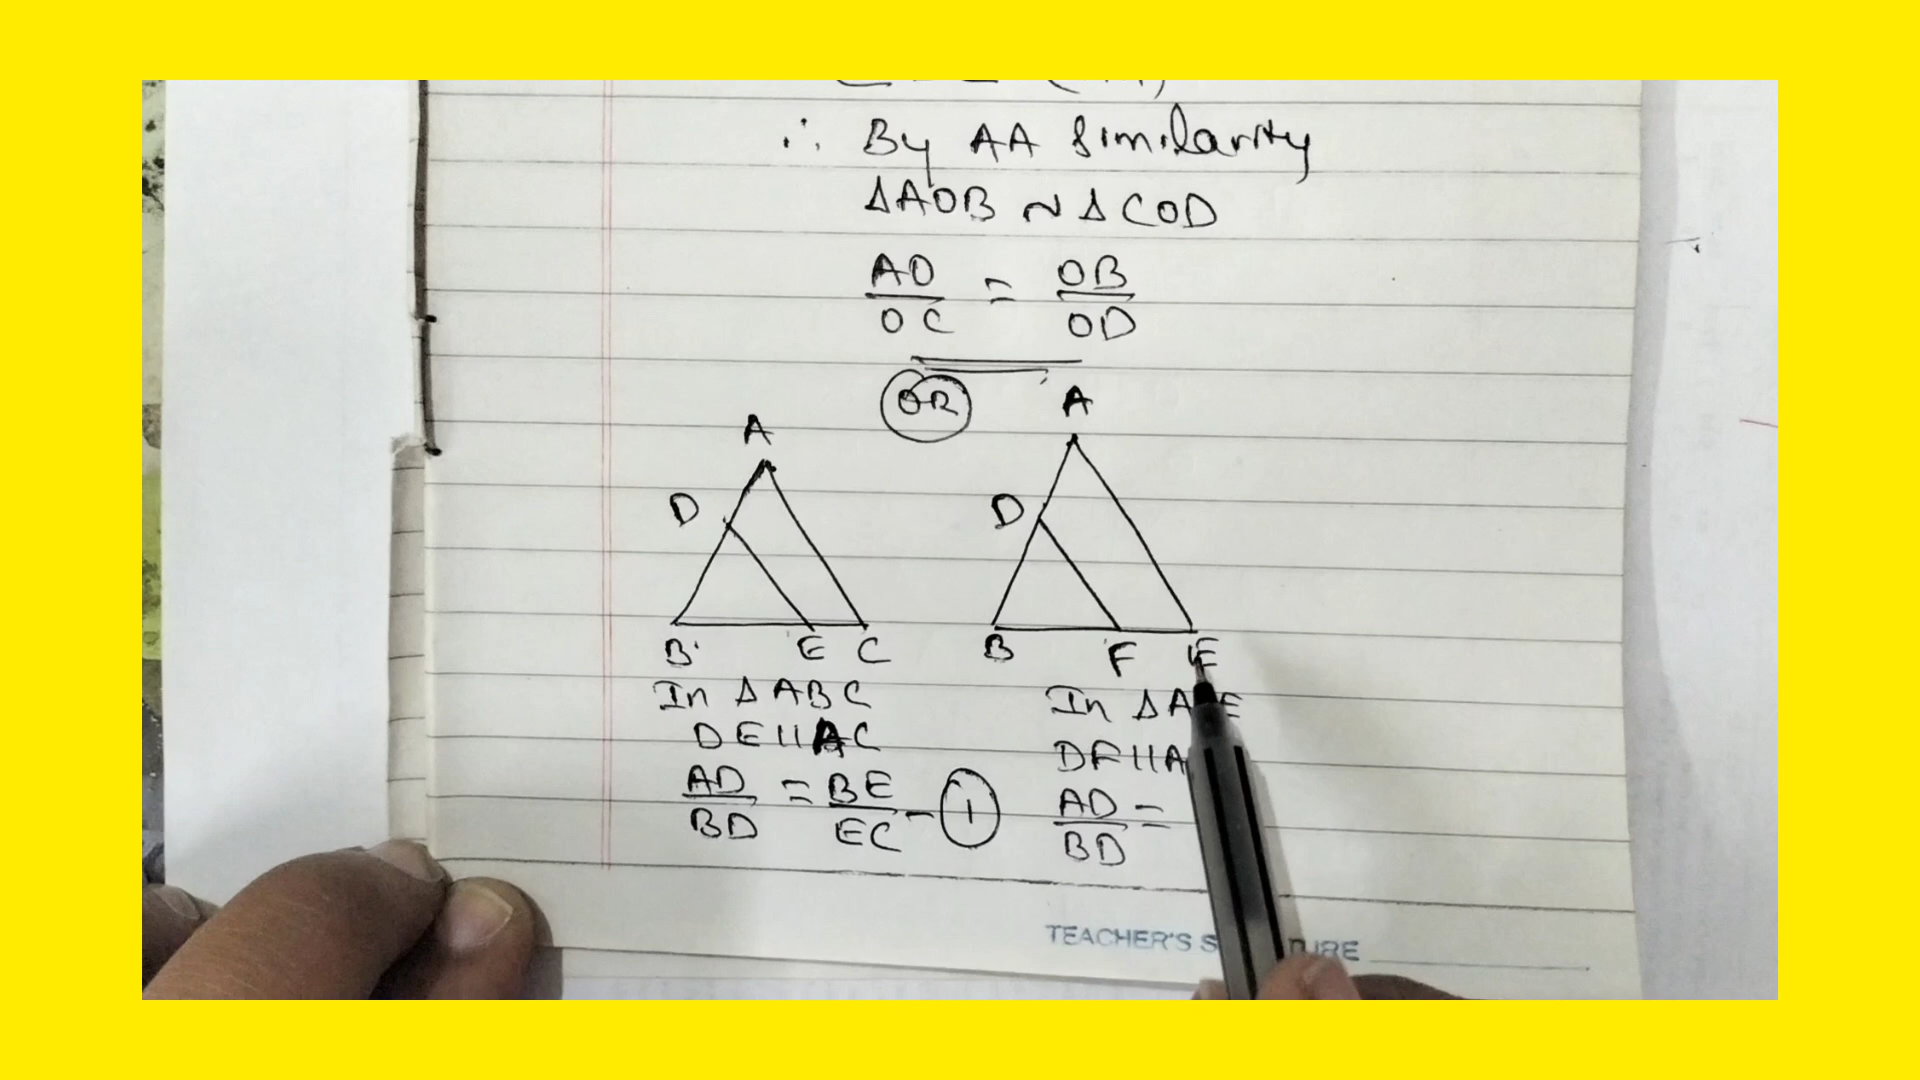 ∴ By AA Similarity
ΔAOB ~ ΔCOD
AO/OC = OB/OD
OR
A
A
D
D
B E C
B F E
In ΔABC
DE||AC
AD/BD = BE/EC - 1
In ΔA E
DF||A
AD/BD =
TEACHER'S